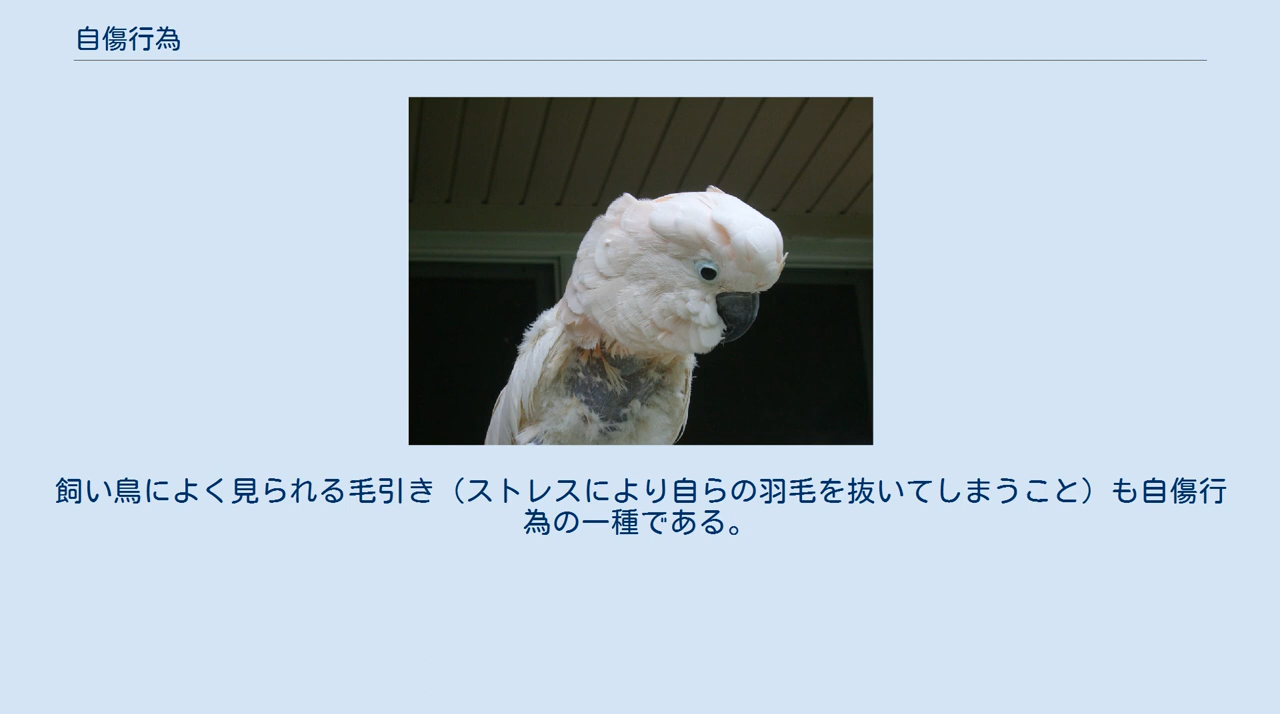 自傷行為
飼い鳥によく見られる毛引き（ストレスにより自らの羽毛を抜いてしまうこと）も自傷行
為の一種である。